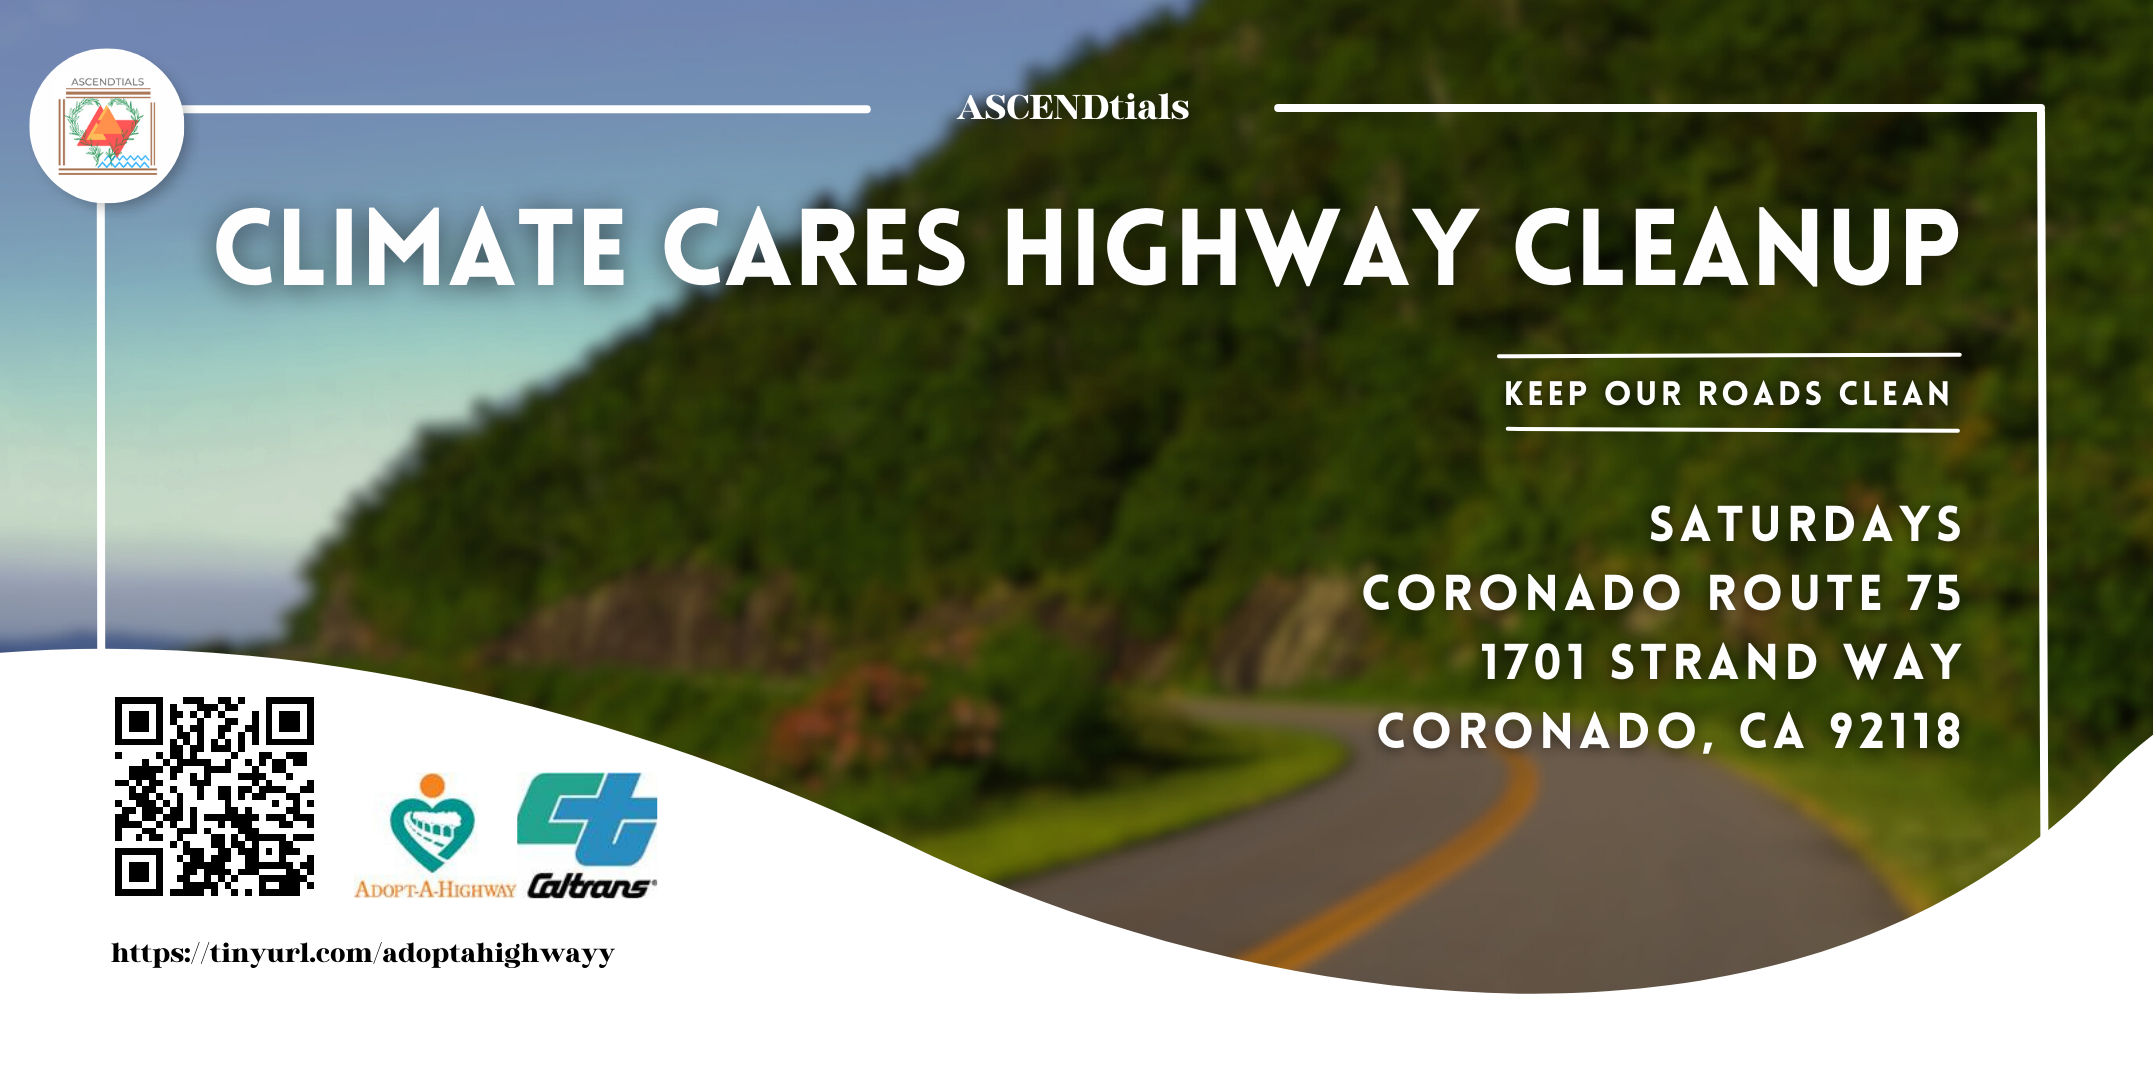 ASCENDTIALS
ASCENDtials
CLIMATE CARES HIGHWAY CLEANUP
KEEP OUR ROADS CLEAN
SATURDAYS
CORONADO ROUTE 75
1701 STRAND WAY
CORONADO, CA 92118
ADOPT-A-HIGHWAY
Ct
Caltrans®
https://tinyurl.com/adoptahighwayy